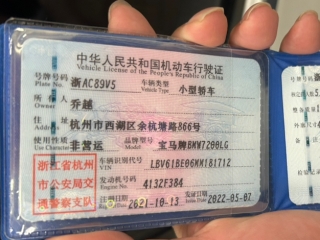 中华人民共和国机动车行驶证
Vehicle License of the People's Republic of China
号牌号码 Plate No. 浙AC89V5 车辆类型 Vehicle Type 小型轿车
所有人 Owner 乔越
住址 Address 杭州市西湖区余杭塘路866号
使用性质 Use Character 非营运 品牌型号 Model 宝马牌BMW7200LG
浙江省杭州
市公安局交
通警察支队
车辆识别代号 VIN LBV61BE06KM181712
发动机号码 Engine No. 4132F384
注册日期 2021-10-13 发证日期 2022-05-07